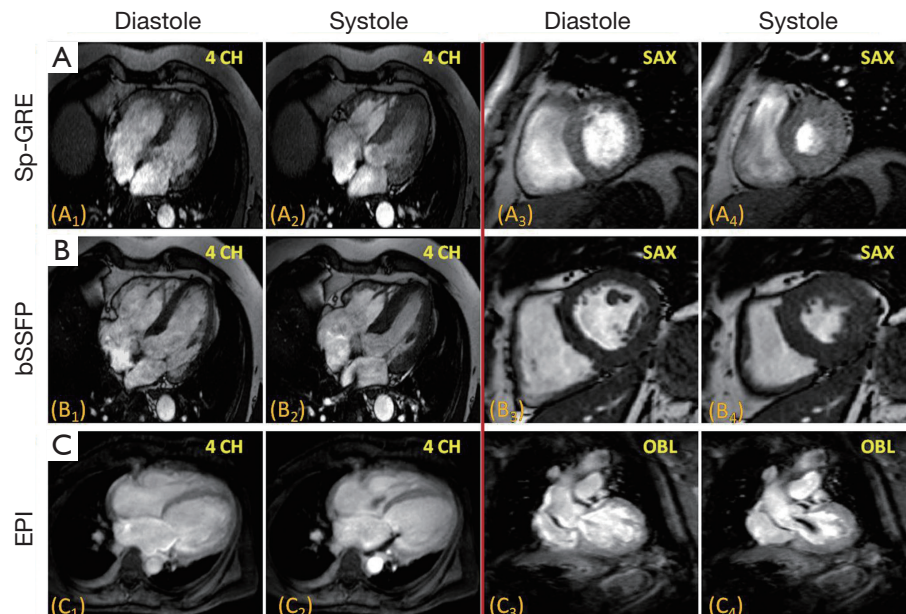 Diastole Systole Diastole Systole
Sp-GRE
A 4 CH 4 CH SAX SAX
(A₁) (A₂) (A₃) (A₄)
bSSFP
B 4 CH 4 CH SAX SAX
(B₁) (B₂) (B₃) (B₄)
EPI
C 4 CH 4 CH OBL OBL
(C₁) (C₂) (C₃) (C₄)